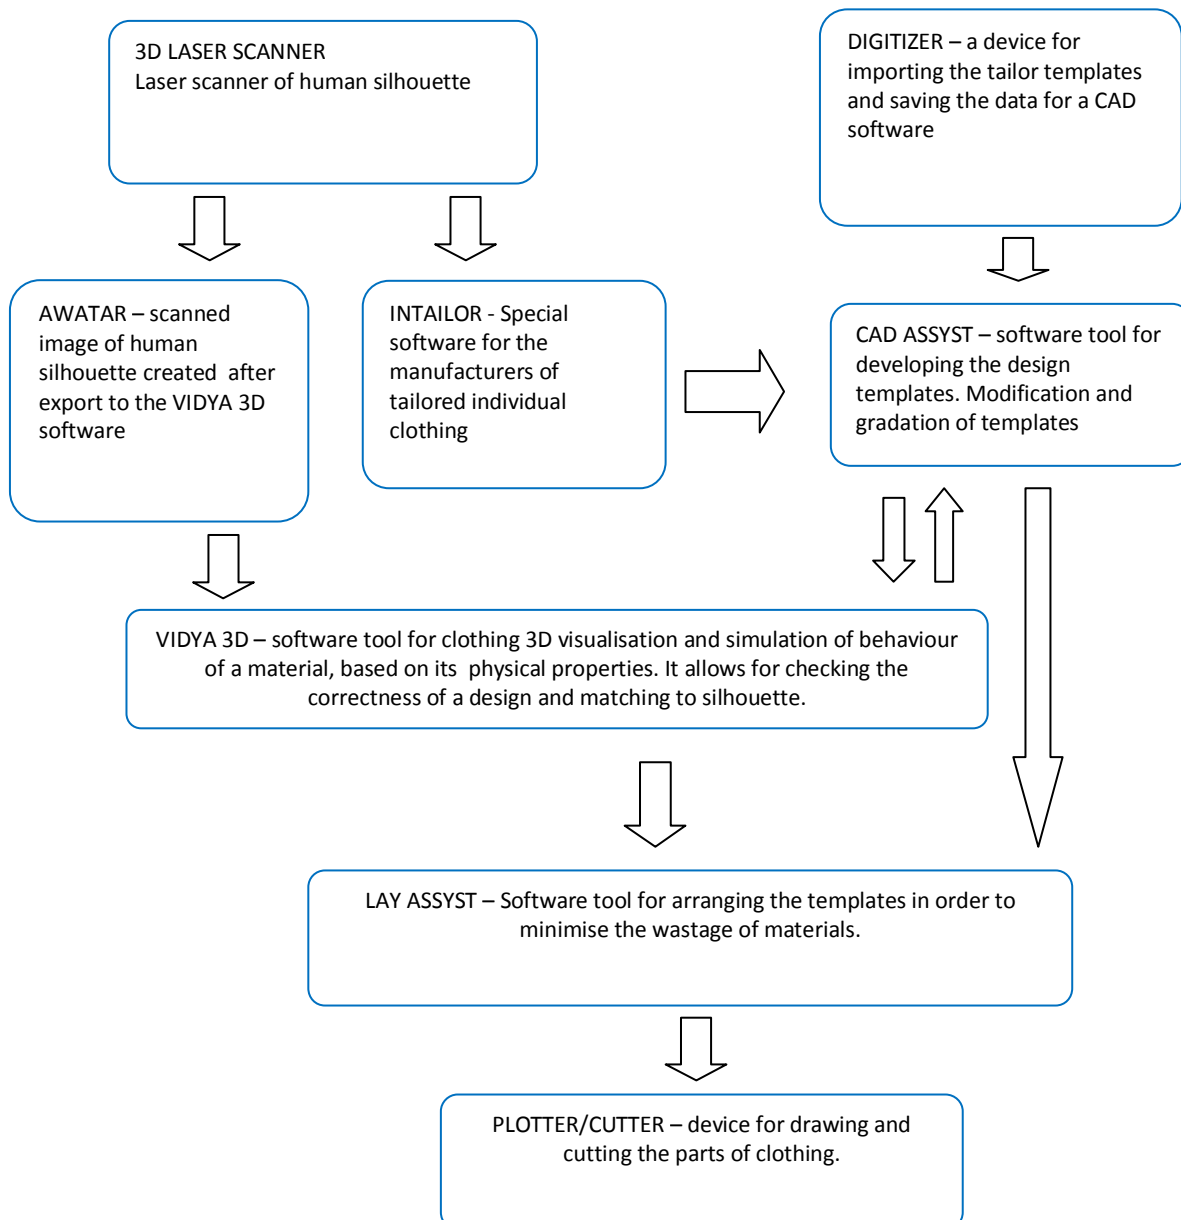 3D LASER SCANNER
Laser scanner of human silhouette
DIGITIZER – a device for
importing the tailor templates
and saving the data for a CAD
software
AWATAR – scanned
image of human
silhouette created  after
export to the VIDYA 3D
software
INTAILOR - Special
software for the
manufacturers of
tailored individual
clothing
CAD ASSYST – software tool for
developing the design
templates. Modification and
gradation of templates
VIDYA 3D – software tool for clothing 3D visualisation and simulation of behaviour
of a material, based on its  physical properties. It allows for checking the
correctness of a design and matching to silhouette.
LAY ASSYST – Software tool for arranging the templates in order to
minimise the wastage of materials.
PLOTTER/CUTTER – device for drawing and
cutting the parts of clothing.